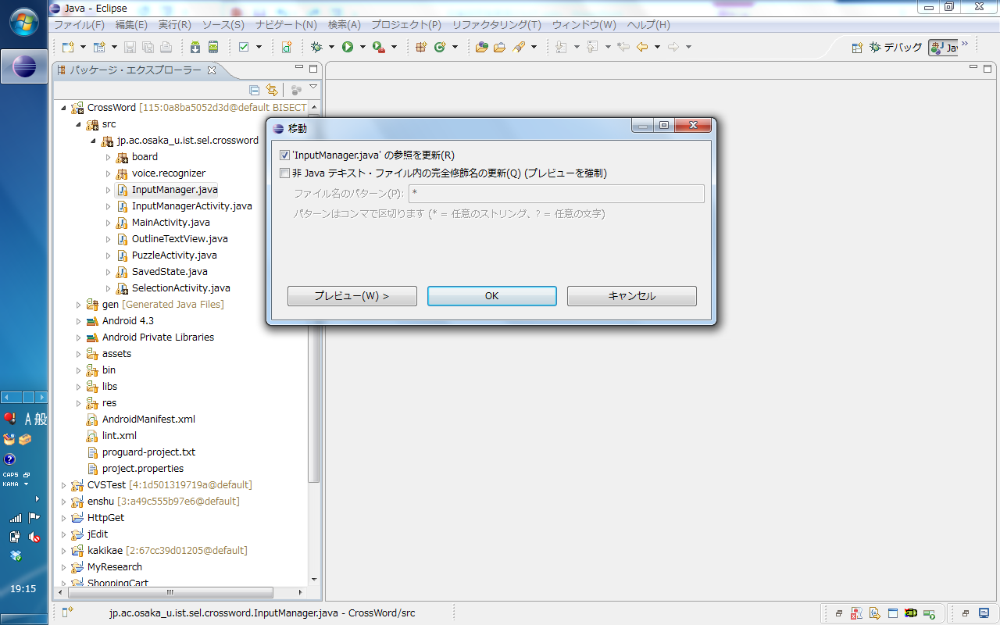 Java - Eclipse
ファイル(F) 編集(E) 実行(R) ソース(S) ナビゲート(N) 検索(A) プロジェクト(P) リファクタリング(T) ウィンドウ(W) ヘルプ(H)
デバッグ
パッケージ・エクスプローラー
CrossWord [115:0a8ba5052d3d@default BISECT
src
jp.ac.osaka_u.ist.sel.crossword
board
voice.recognizer
InputManager.java
InputManagerActivity.java
MainActivity.java
OutlineTextView.java
PuzzleActivity.java
SavedState.java
SelectionActivity.java
gen [Generated Java Files]
Android 4.3
Android Private Libraries
assets
bin
libs
res
AndroidManifest.xml
lint.xml
proguard-project.txt
project.properties
CVSTest [4:1d501319719a@default]
enshu [3:a49c555b97e6@default]
HttpGet
jEdit
kakikae [2:67cc39d01205@default]
MyResearch
ShoppingCart
移動
'InputManager.java' の参照を更新(R)
非 Java テキスト・ファイル内の完全修飾名の更新(Q) (プレビューを強制)
ファイル名のパターン(P): *
パターンはコンマで区切ります (* = 任意のストリング、? = 任意の文字)
プレビュー(W) > OK キャンセル
A 般
CAPS
KANA
19:15
jp.ac.osaka_u.ist.sel.crossword.InputManager.java - CrossWord/src